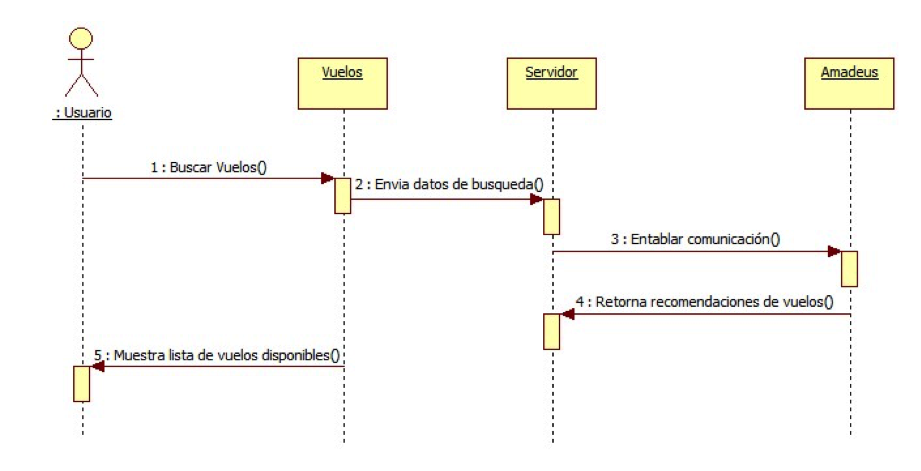 Vuelos
Servidor
Amadeus
: Usuario
1 : Buscar Vuelos()
2 : Envia datos de busqueda()
3 : Entablar comunicación()
4 : Retorna recomendaciones de vuelos()
5 : Muestra lista de vuelos disponibles()